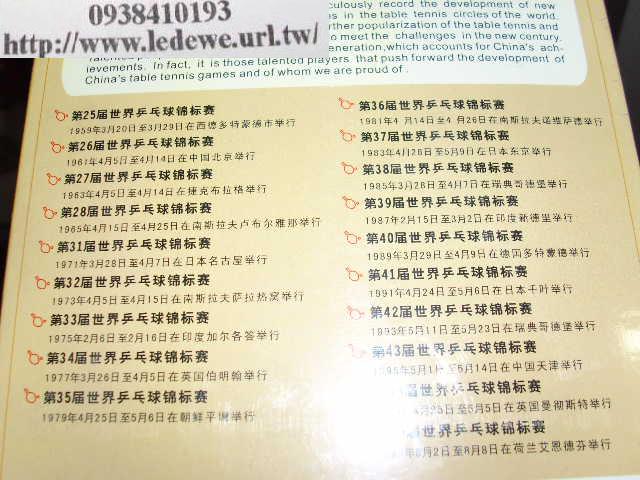 0938410193
http://www.ledewe.url.tw/
culously record the development of new
es in the table tennis circles of the world.
ther popularization of the table tennis and
to meet the challenges in the new century.
eneration,which accounts for China's ach-
ievements. In fact, it is those talented players that push forward the development of
China's table tennis games and of whom we are proud of.
第25届世界乒乓球锦标赛
1959年3月20日至3月29日在西德多特蒙德市举行
第26届世界乒乓球锦标赛
1961年4月5日至4月14日在中国北京举行
第27届世界乒乓球锦标赛
1963年4月5日至4月14日在捷克布拉格举行
第28届世界乒乓球锦标赛
1965年4月15日至4月25日在南斯拉夫卢布尔雅那举行
第31届世界乒乓球锦标赛
1971年3月28日至4月7日在日本名古屋举行
第32届世界乒乓球锦标赛
1973年4月5日至4月15日在南斯拉夫萨拉热窝举行
第33届世界乒乓球锦标赛
1975年2月6日至2月16日在印度加尔各答举行
第34届世界乒乓球锦标赛
1977年3月26日至4月5日在英国伯明翰举行
第35届世界乒乓球锦标赛
1979年4月25日至5月6日在朝鲜平壤举行
第36届世界乒乓球锦标赛
1981年4月14日至4月26日在南斯拉夫诺维萨德举行
第37届世界乒乓球锦标赛
1983年4月28日至5月9日在日本东京举行
第38届世界乒乓球锦标赛
1985年3月28日至4月7日在瑞典哥德堡举行
第39届世界乒乓球锦标赛
1987年2月15日至3月2日在印度新德里举行
第40届世界乒乓球锦标赛
1989年3月29日至4月9日在德国多特蒙德举行
第41届世界乒乓球锦标赛
1991年4月24日至5月6日在日本千叶举行
第42届世界乒乓球锦标赛
1993年5月11日至5月23日在瑞典哥德堡举行
第43届世界乒乓球锦标赛
1995年5月1日至5月14日在中国天津举行
届世界乒乓球锦标赛
4月25日至5月5日在英国曼彻斯特举行
届世界乒乓球锦标赛
8月2日至8月8日在荷兰艾恩德芬举行